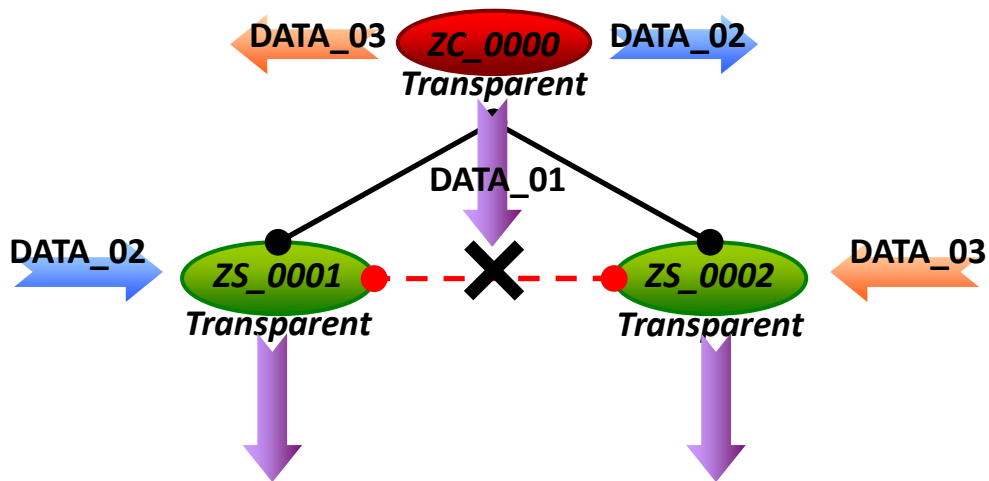 DATA_03
ZC_0000
DATA_02
Transparent
DATA_01
DATA_02
ZS_0001
ZS_0002
DATA_03
Transparent
Transparent